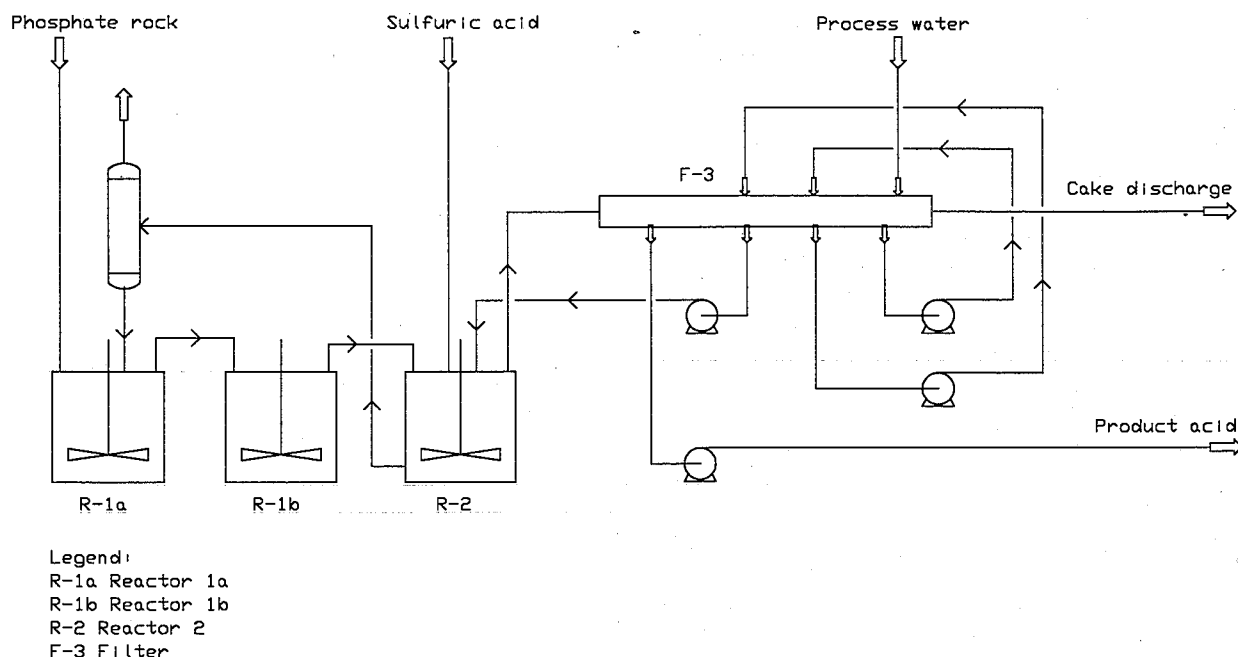 Phosphate rock
Sulfuric acid
Process water
F-3
Cake discharge
Product acid
R-1a
R-1b
R-2
Legend:
R-1a Reactor 1a
R-1b Reactor 1b
R-2 Reactor 2
F-3 Filter